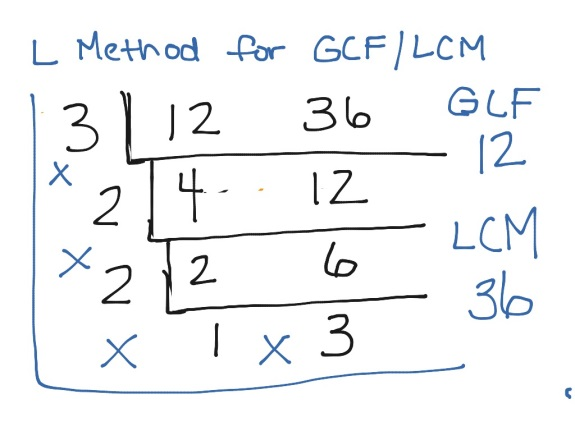 L Method for GCF/LCM
3 12 36 GCF
x 12
2 4 12
x LCM
2 2 6 36
x 1 x 3